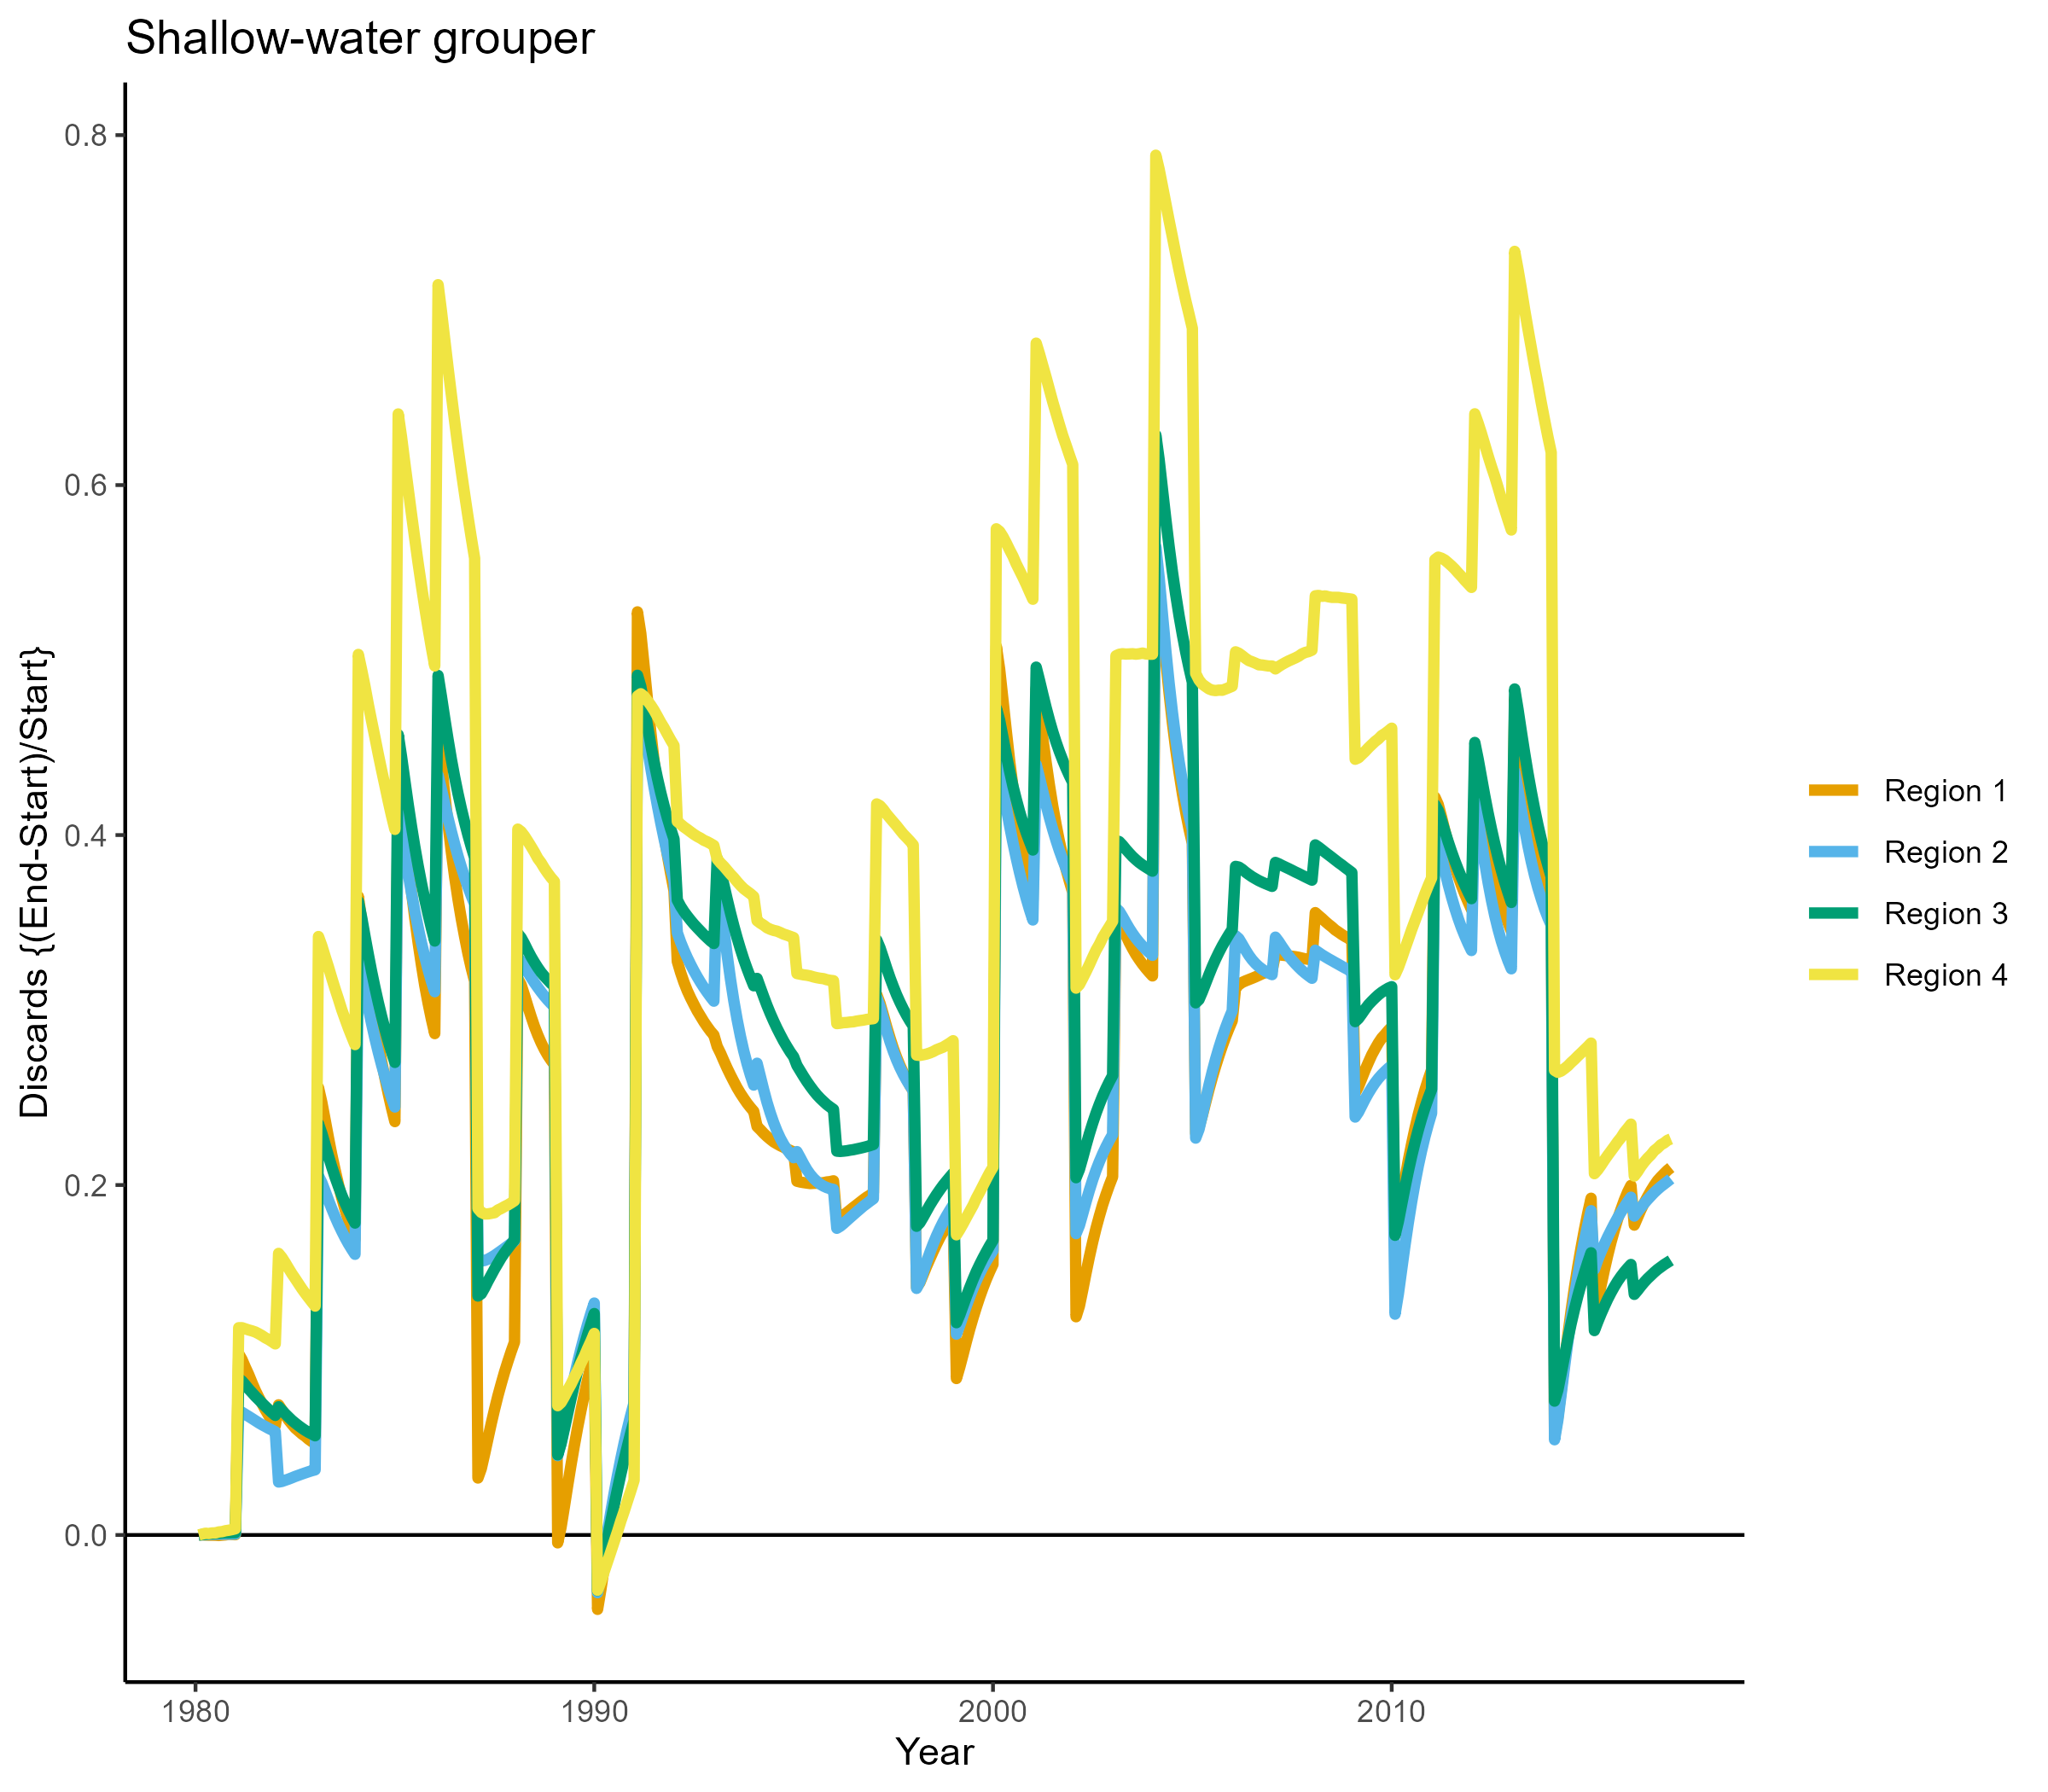 Shallow-water grouper
Discards {(End-Start)/Start}
0.8
0.6
0.4
0.2
0.0
1980
1990
2000
2010
Year
Region 1
Region 2
Region 3
Region 4